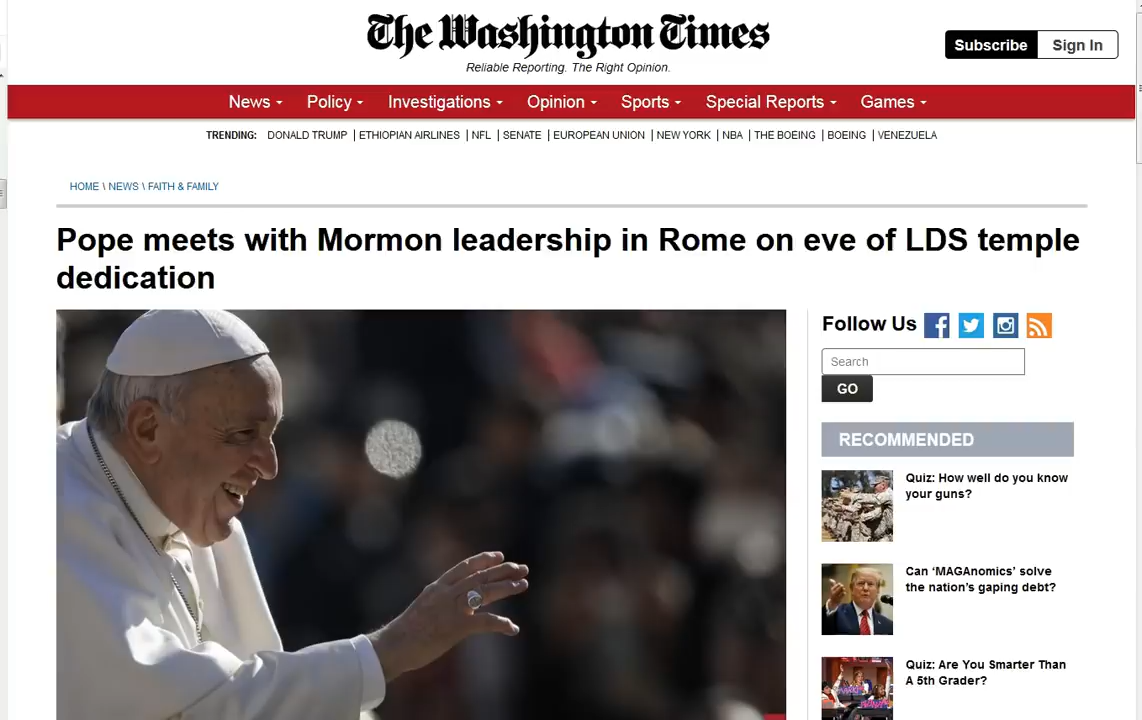 The Washington Times
Reliable Reporting. The Right Opinion.
Subscribe Sign In
News Policy Investigations Opinion Sports Special Reports Games
TRENDING: DONALD TRUMP | ETHIOPIAN AIRLINES | NFL | SENATE | EUROPEAN UNION | NEW YORK | NBA | THE BOEING | BOEING | VENEZUELA
HOME \ NEWS \ FAITH & FAMILY
Pope meets with Mormon leadership in Rome on eve of LDS temple
dedication
Follow Us
Search
GO
RECOMMENDED
Quiz: How well do you know
your guns?
Can ‘MAGAnomics’ solve
the nation’s gaping debt?
Quiz: Are You Smarter Than
A 5th Grader?